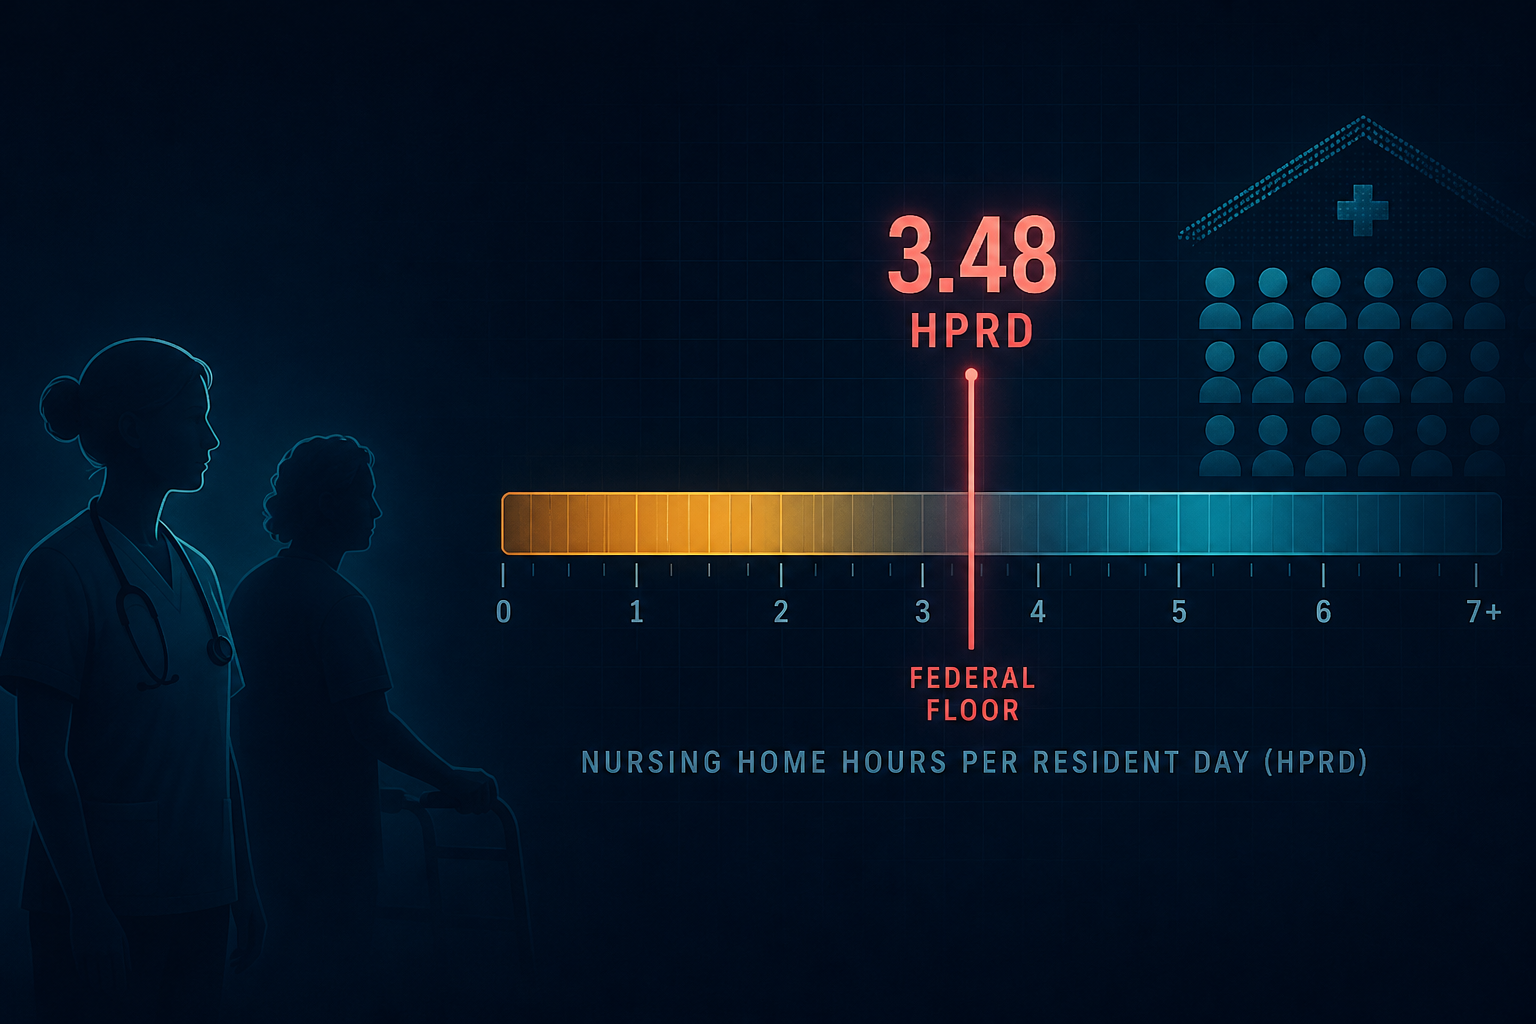 3.48
HPRD
0 1 2 3 4 5 6 7+
FEDERAL
FLOOR
NURSING HOME HOURS PER RESIDENT DAY (HPRD)